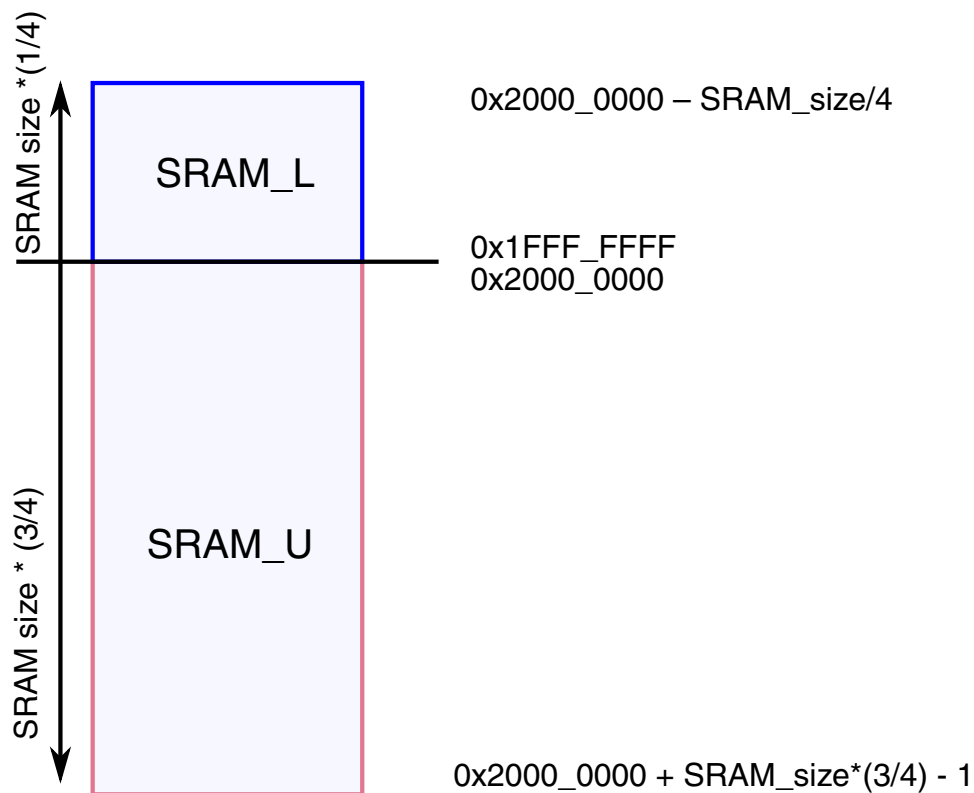 SRAM size *(1/4)
0x2000_0000 – SRAM_size/4
SRAM_L
0x1FFF_FFFF
0x2000_0000
SRAM size * (3/4)
SRAM_U
0x2000_0000 + SRAM_size*(3/4) - 1